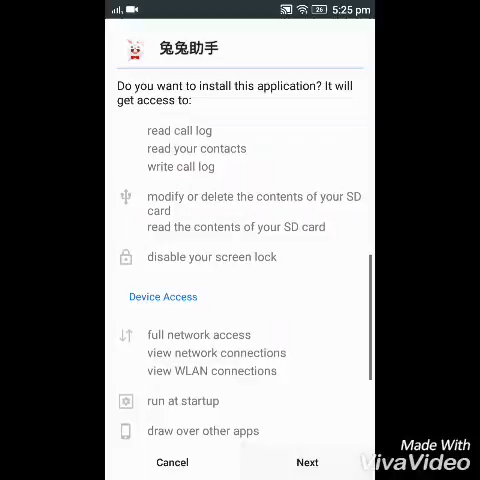 26 5:25 pm
兔兔助手
Do you want to install this application? It will
get access to:
read call log
read your contacts
write call log
modify or delete the contents of your SD
card
read the contents of your SD card
disable your screen lock
Device Access
full network access
view network connections
view WLAN connections
run at startup
draw over other apps
Cancel Next
Made With
VivaVideo